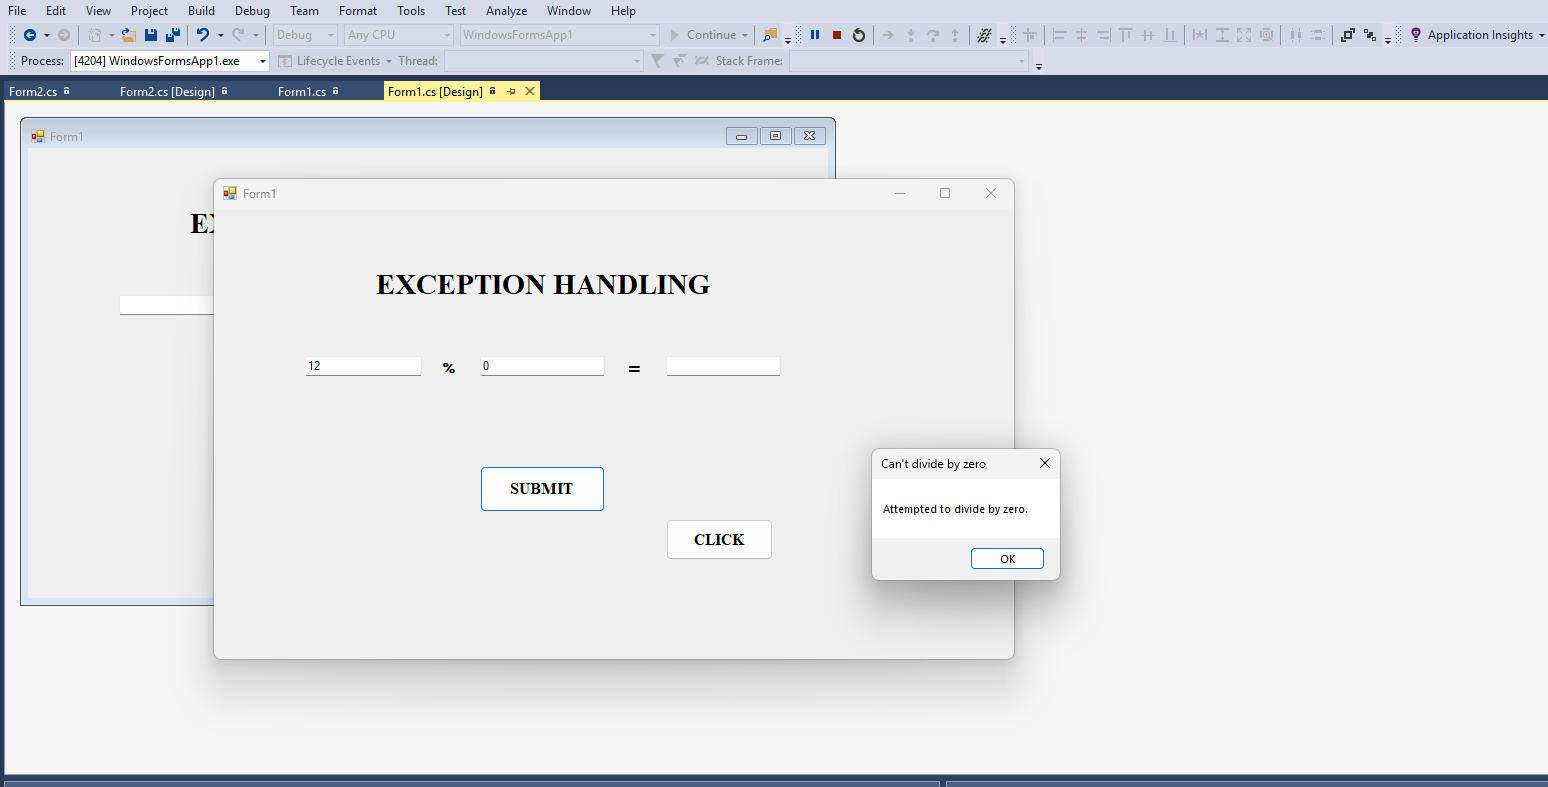 File Edit View Project Build Debug Team Format Tools Test Analyze Window Help
Debug Any CPU WindowsFormsApp1 Continue Application Insights
Process: [4204] WindowsFormsApp1.exe Lifecycle Events Thread: Stack Frame:
Form2.cs Form2.cs [Design] Form1.cs Form1.cs [Design]
Form1
Form1
EX
EXCEPTION HANDLING
12 % 0 =
Can't divide by zero
SUBMIT
Attempted to divide by zero.
CLICK
OK